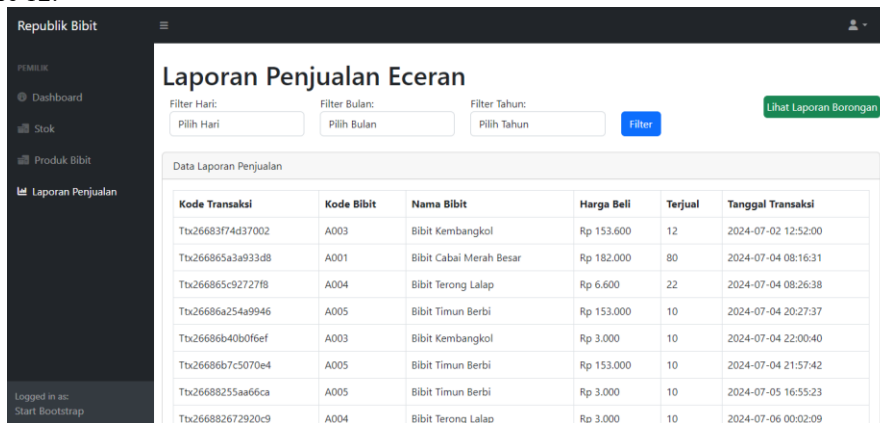 Republik Bibit
PEMILIK
Dashboard
Stok
Produk Bibit
Laporan Penjualan
Logged in as:
Start Bootstrap
Laporan Penjualan Eceran
Filter Hari: Filter Bulan: Filter Tahun:
Pilih Hari Pilih Bulan Pilih Tahun Filter Lihat Laporan Borongan
Data Laporan Penjualan
Kode Transaksi Kode Bibit Nama Bibit Harga Beli Terjual Tanggal Transaksi
Ttx26683f74d37002 A003 Bibit Kembangkol Rp 153.600 12 2024-07-02 12:52:00
Ttx266865a3a933d8 A001 Bibit Cabai Merah Besar Rp 182.000 80 2024-07-04 08:16:31
Ttx266865c92727f8 A004 Bibit Terong Lalap Rp 6.600 22 2024-07-04 08:26:38
Ttx26686a254a9946 A005 Bibit Timun Berbi Rp 153.000 10 2024-07-04 20:27:37
Ttx26686b40b0f6ef A003 Bibit Kembangkol Rp 3.000 10 2024-07-04 22:00:40
Ttx26686b7c5070e4 A005 Bibit Timun Berbi Rp 153.000 10 2024-07-04 21:57:42
Ttx26688255aa66ca A005 Bibit Timun Berbi Rp 3.000 10 2024-07-05 16:55:23
Ttx266882672920c9 A004 Bibit Terong Lalap Rp 3.000 10 2024-07-06 00:02:09